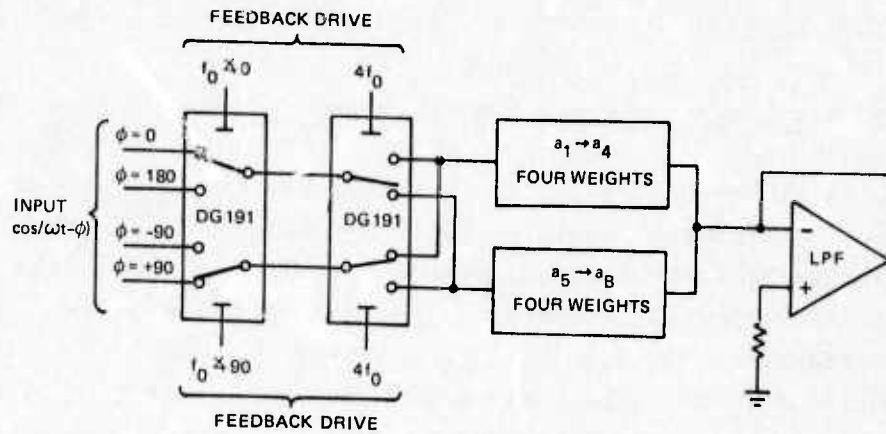 FEEDBACK DRIVE
f₀ ∡0
4f₀
ϕ = 0
ϕ = 180
ϕ = -90
ϕ = +90
INPUT
cos/ωt-ϕ)
DG191
DG191
a₁ → a₄
FOUR WEIGHTS
a₅ → a_B
FOUR WEIGHTS
−
LPF
+
f₀ ∡90
4f₀
FEEDBACK DRIVE